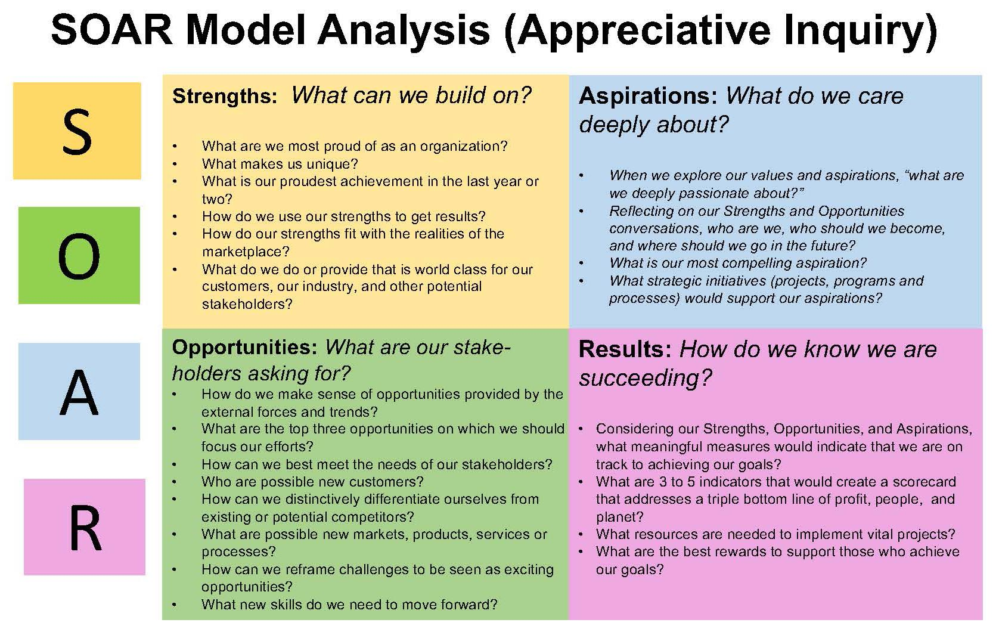 SOAR Model Analysis (Appreciative Inquiry)
S
O
A
R
Strengths: What can we build on?
• What are we most proud of as an organization?
• What makes us unique?
• What is our proudest achievement in the last year or
two?
• How do we use our strengths to get results?
• How do our strengths fit with the realities of the
marketplace?
• What do we do or provide that is world class for our
customers, our industry, and other potential
stakeholders?
Aspirations: What do we care
deeply about?
• When we explore our values and aspirations, “what are
we deeply passionate about?”
• Reflecting on our Strengths and Opportunities
conversations, who are we, who should we become,
and where should we go in the future?
• What is our most compelling aspiration?
• What strategic initiatives (projects, programs and
processes) would support our aspirations?
Opportunities: What are our stake-
holders asking for?
• How do we make sense of opportunities provided by the
external forces and trends?
• What are the top three opportunities on which we should
focus our efforts?
• How can we best meet the needs of our stakeholders?
• Who are possible new customers?
• How can we distinctively differentiate ourselves from
existing or potential competitors?
• What are possible new markets, products, services or
processes?
• How can we reframe challenges to be seen as exciting
opportunities?
• What new skills do we need to move forward?
Results: How do we know we are
succeeding?
• Considering our Strengths, Opportunities, and Aspirations,
what meaningful measures would indicate that we are on
track to achieving our goals?
• What are 3 to 5 indicators that would create a scorecard
that addresses a triple bottom line of profit, people, and
planet?
• What resources are needed to implement vital projects?
• What are the best rewards to support those who achieve
our goals?